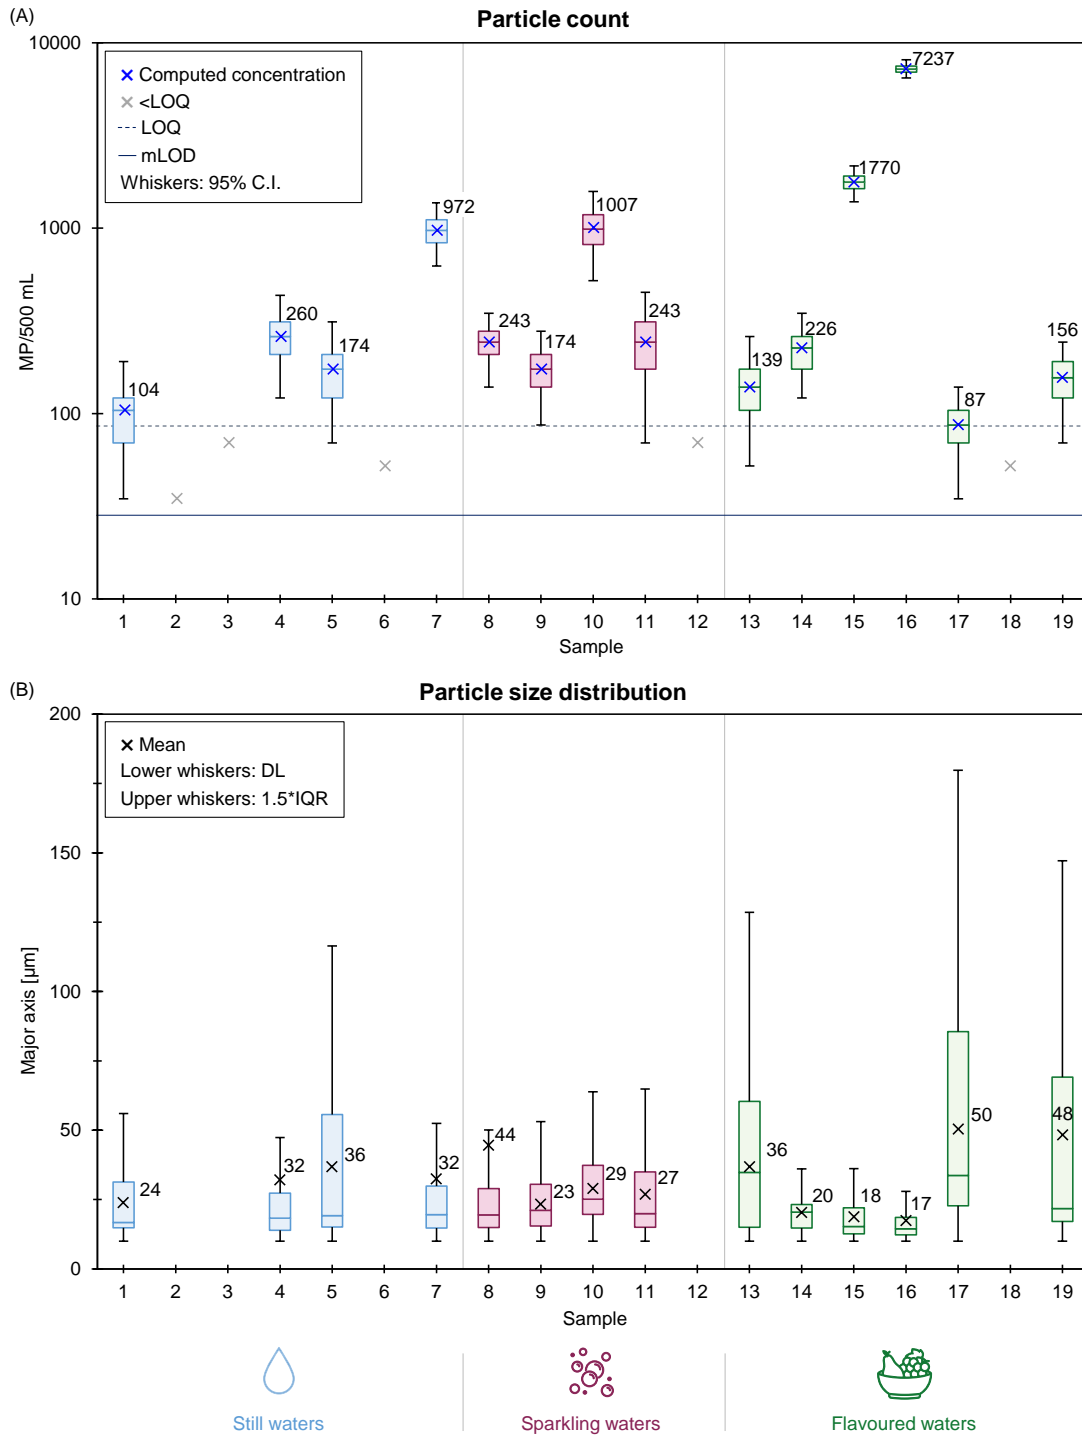 (A)
Particle count
10000
1000
100
10
MP/500 mL
Computed concentration
<LOQ
LOQ
mLOD
Whiskers: 95% C.I.
104
260
174
972
243
174
1007
243
139
226
1770
7237
87
156
1 2 3 4 5 6 7 8 9 10 11 12 13 14 15 16 17 18 19
Sample
(B)
Particle size distribution
200
150
100
50
0
Major axis [µm]
Mean
Lower whiskers: DL
Upper whiskers: 1.5*IQR
24
32
36
32
44
23
29
27
36
20
18
17
50
48
1 2 3 4 5 6 7 8 9 10 11 12 13 14 15 16 17 18 19
Sample
Still waters
Sparkling waters
Flavoured waters